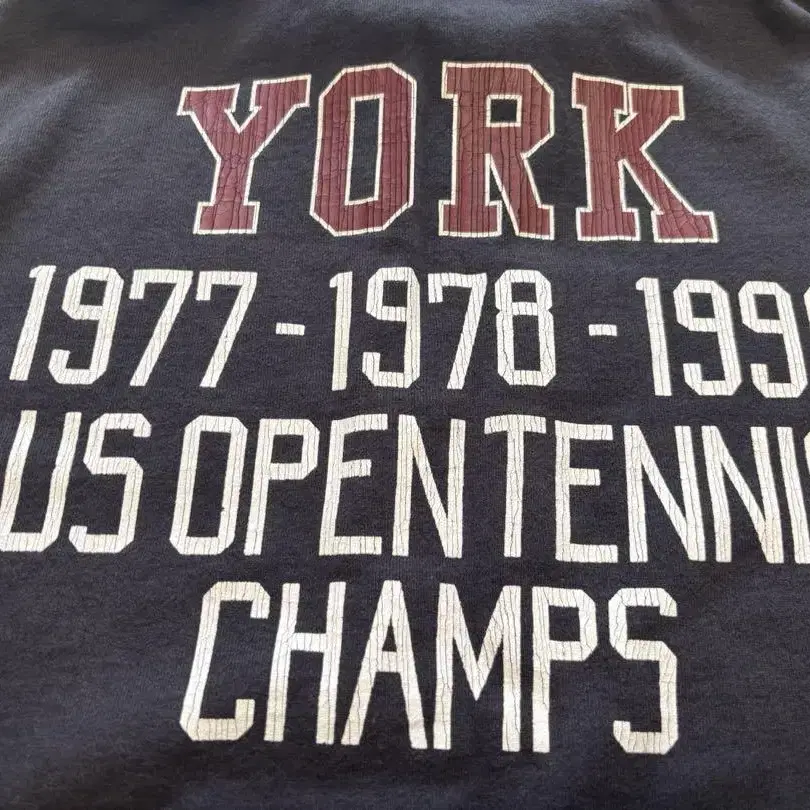 YORK
1977-1978-199
US OPEN TENNI
CHAMPS